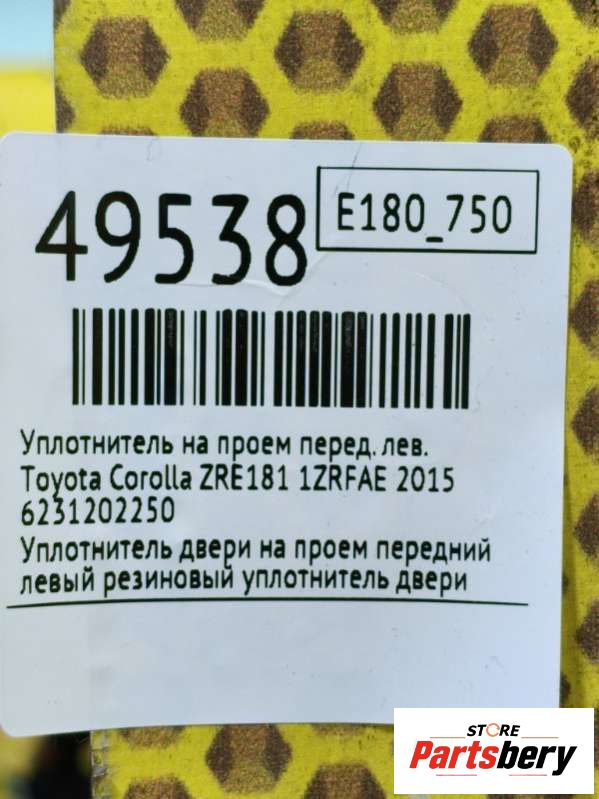 49538
E180_750
Уплотнитель на проем перед. лев.
Toyota Corolla ZRE181 1ZRFAE 2015
6231202250
Уплотнитель двери на проем передний
левый резиновый уплотнитель двери
STORE
Partsbery